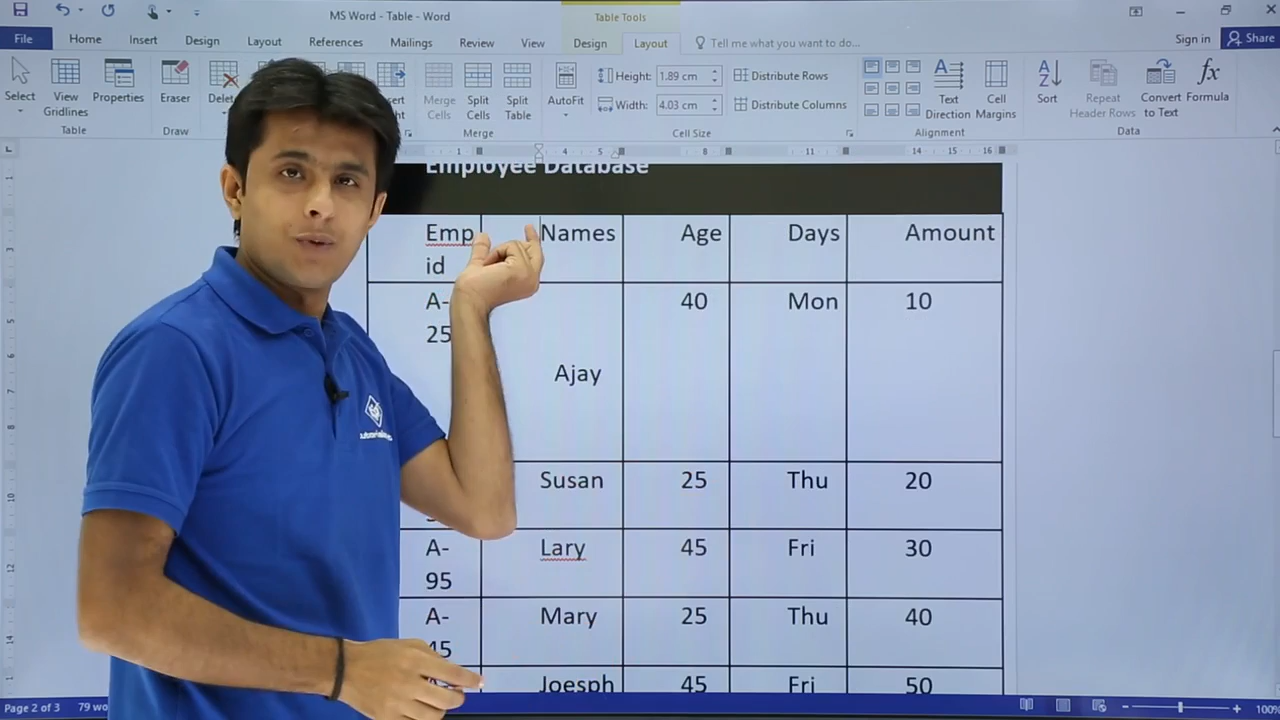 MS Word - Table - Word
Table Tools
File Home Insert Design Layout References Mailings Review View Design Layout Tell me what you want to do... Sign in Share
Select
View Gridlines
Properties
Eraser
Merge Cells
Split Cells
Split Table
AutoFit
Height: 1.89 cm
Width: 4.03 cm
Distribute Rows
Distribute Columns
Text Direction
Cell Margins
Sort
Repeat Header Rows
Convert to Text
Formula
Table Draw Merge Cell Size Alignment Data
Employee Database
Emp id Names Age Days Amount
A-25 Ajay 40 Mon 10
Susan 25 Thu 20
A-95 Lary 45 Fri 30
A-45 Mary 25 Thu 40
Joesph 45 Fri 50
Page 2 of 3
100%